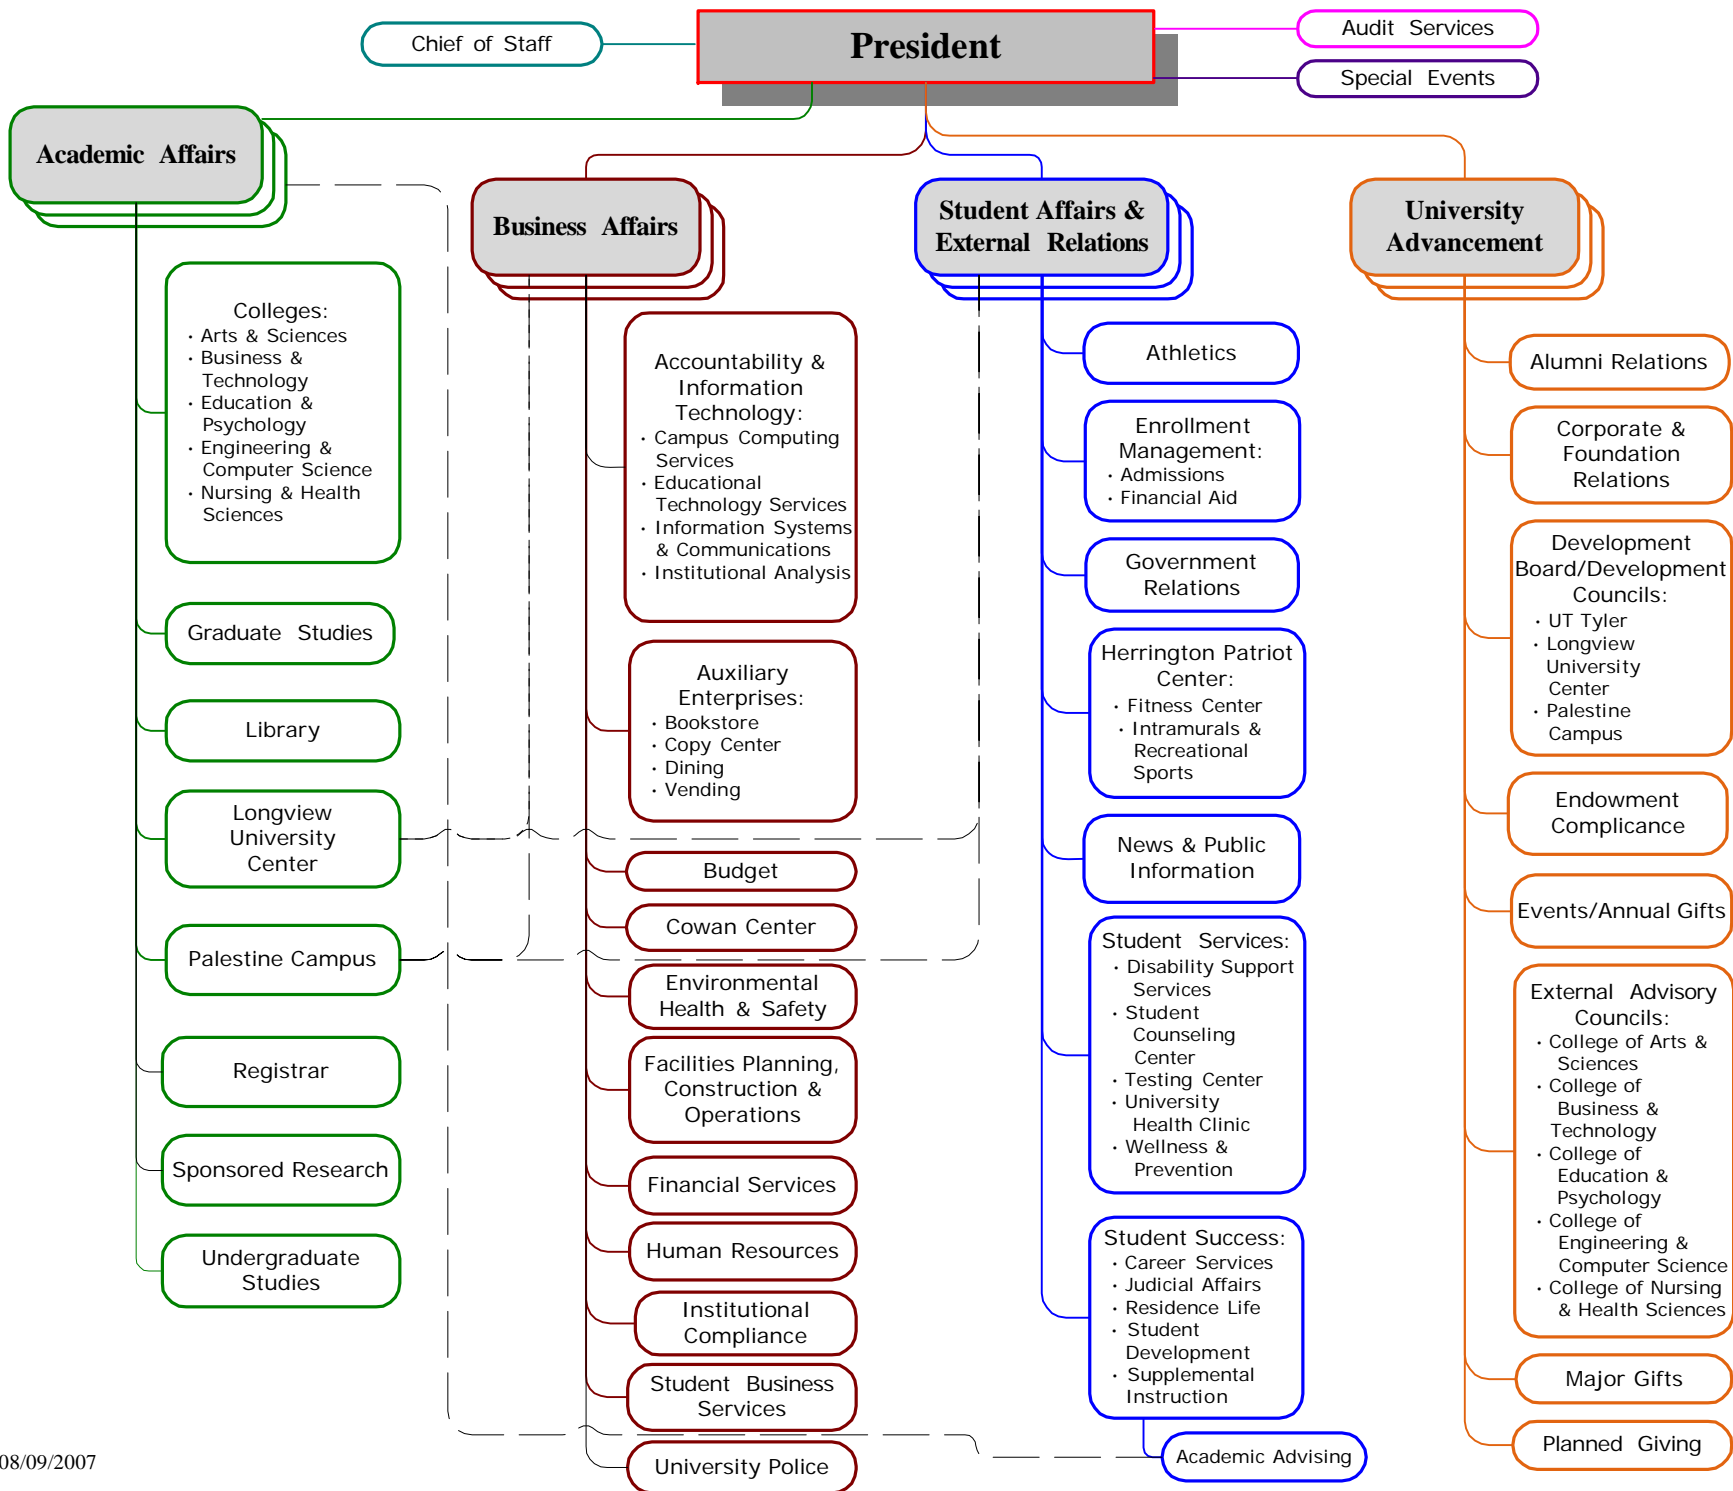 Chief of Staff
President
Audit Services
Special Events
Academic Affairs
Colleges:
· Arts & Sciences
· Business &
Technology
· Education &
Psychology
· Engineering &
Computer Science
· Nursing & Health
Sciences
Graduate Studies
Library
Longview
University
Center
Palestine Campus
Registrar
Sponsored Research
Undergraduate
Studies
Business Affairs
Accountability &
Information
Technology:
· Campus Computing
Services
· Educational
Technology Services
· Information Systems
& Communications
· Institutional Analysis
Auxiliary
Enterprises:
· Bookstore
· Copy Center
· Dining
· Vending
Budget
Cowan Center
Environmental
Health & Safety
Facilities Planning,
Construction &
Operations
Financial Services
Human Resources
Institutional
Compliance
Student Business
Services
University Police
Student Affairs &
External Relations
Athletics
Enrollment
Management:
· Admissions
· Financial Aid
Government
Relations
Herrington Patriot
Center:
· Fitness Center
· Intramurals &
Recreational
Sports
News & Public
Information
Student Services:
· Disability Support
Services
· Student
Counseling
Center
· Testing Center
· University
Health Clinic
· Wellness &
Prevention
Student Success:
· Career Services
· Judicial Affairs
· Residence Life
· Student
Development
· Supplemental
Instruction
Academic Advising
University
Advancement
Alumni Relations
Corporate &
Foundation
Relations
Development
Board/Development
Councils:
· UT Tyler
· Longview
University
Center
· Palestine
Campus
Endowment
Complicance
Events/Annual Gifts
External Advisory
Councils:
· College of Arts &
Sciences
· College of
Business &
Technology
· College of
Education &
Psychology
· College of
Engineering &
Computer Science
· College of Nursing
& Health Sciences
Major Gifts
Planned Giving
08/09/2007